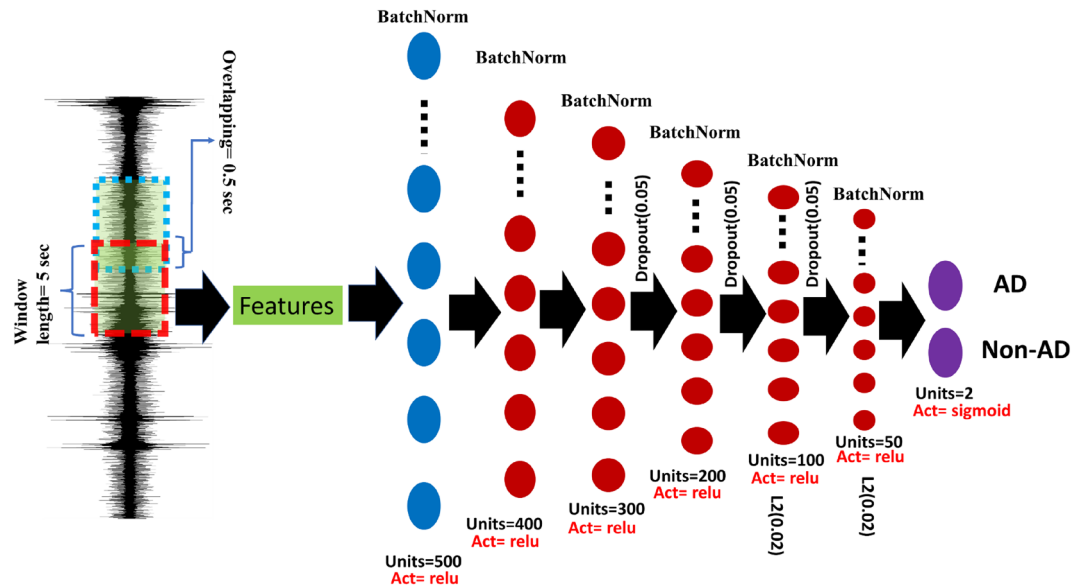 Overlapping= 0.5 sec
Window
length= 5 sec
Features
BatchNorm
Units=500
Act= relu
BatchNorm
Units=400
Act= relu
BatchNorm
Units=300
Act= relu
Dropout(0.05)
BatchNorm
Units=200
Act= relu
Dropout(0.05)
BatchNorm
Units=100
Act= relu
L2(0.02)
Dropout(0.05)
BatchNorm
Units=50
Act= relu
L2(0.02)
AD
Non-AD
Units=2
Act= sigmoid